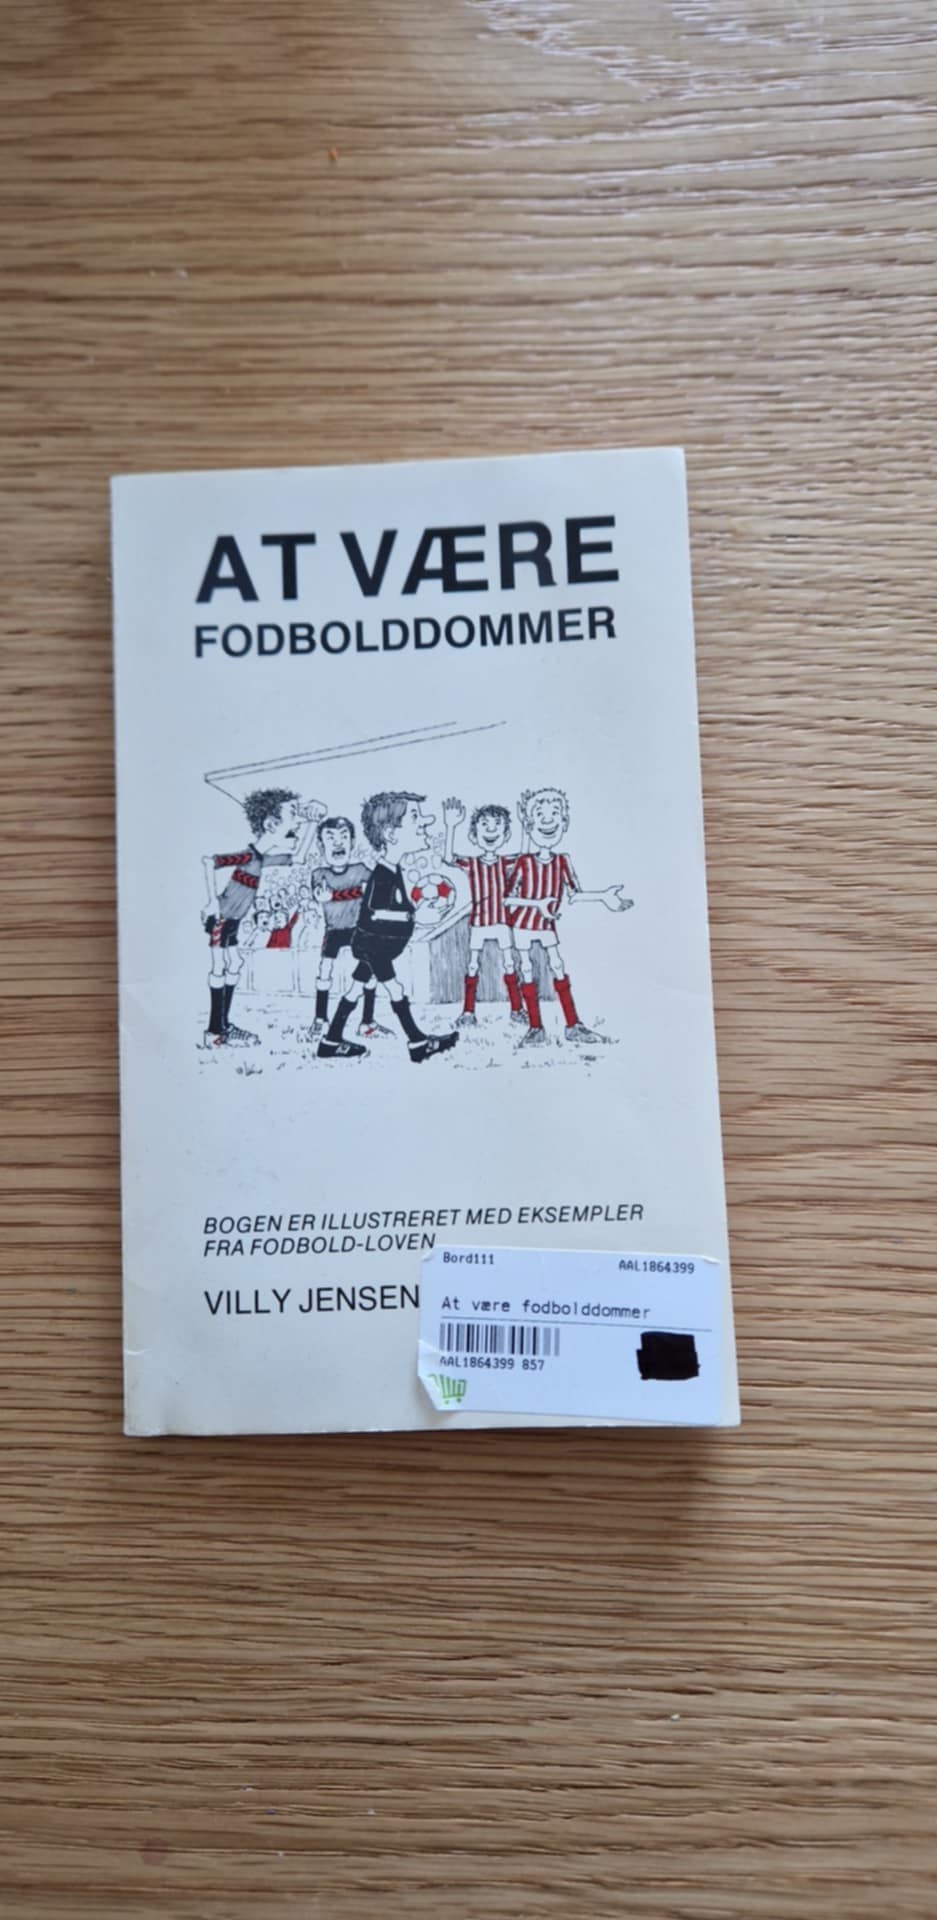 AT VÆRE
FODBOLDDOMMER
BOGEN ER ILLUSTRERET MED EKSEMPLER
FRA FODBOLD-LOVEN
VILLY JENSEN
Bord111 AAL1864399
At være fodbolddommer
AAL1864399 857